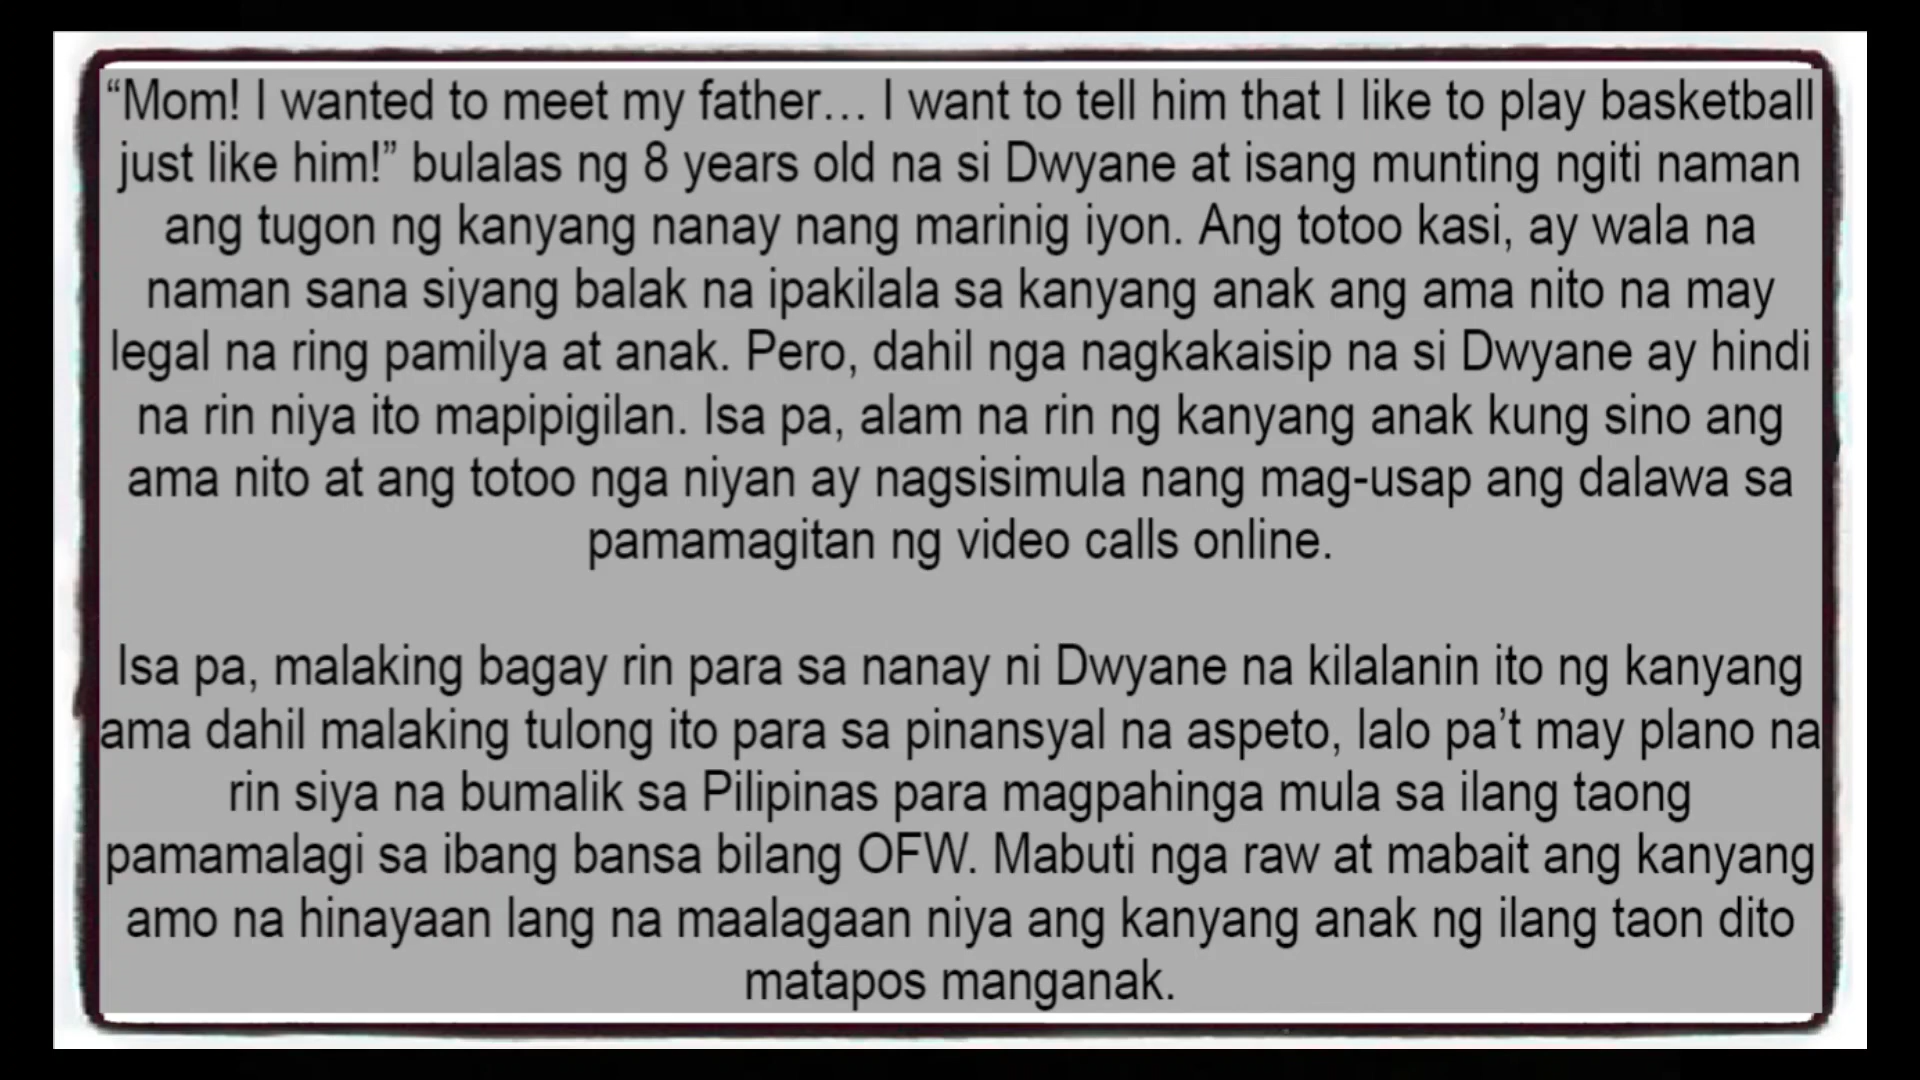 “Mom! I wanted to meet my father... I want to tell him that I like to play basketball
just like him!” bulalas ng 8 years old na si Dwyane at isang munting ngiti naman
ang tugon ng kanyang nanay nang marinig iyon. Ang totoo kasi, ay wala na
naman sana siyang balak na ipakilala sa kanyang anak ang ama nito na may
legal na ring pamilya at anak. Pero, dahil nga nagkakaisip na si Dwyane ay hindi
na rin niya ito mapipigilan. Isa pa, alam na rin ng kanyang anak kung sino ang
ama nito at ang totoo nga niyan ay nagsisimula nang mag-usap ang dalawa sa
pamamagitan ng video calls online.
Isa pa, malaking bagay rin para sa nanay ni Dwyane na kilalanin ito ng kanyang
ama dahil malaking tulong ito para sa pinansyal na aspeto, lalo pa’t may plano na
rin siya na bumalik sa Pilipinas para magpahinga mula sa ilang taong
pamamalagi sa ibang bansa bilang OFW. Mabuti nga raw at mabait ang kanyang
amo na hinayaan lang na maalagaan niya ang kanyang anak ng ilang taon dito
matapos manganak.